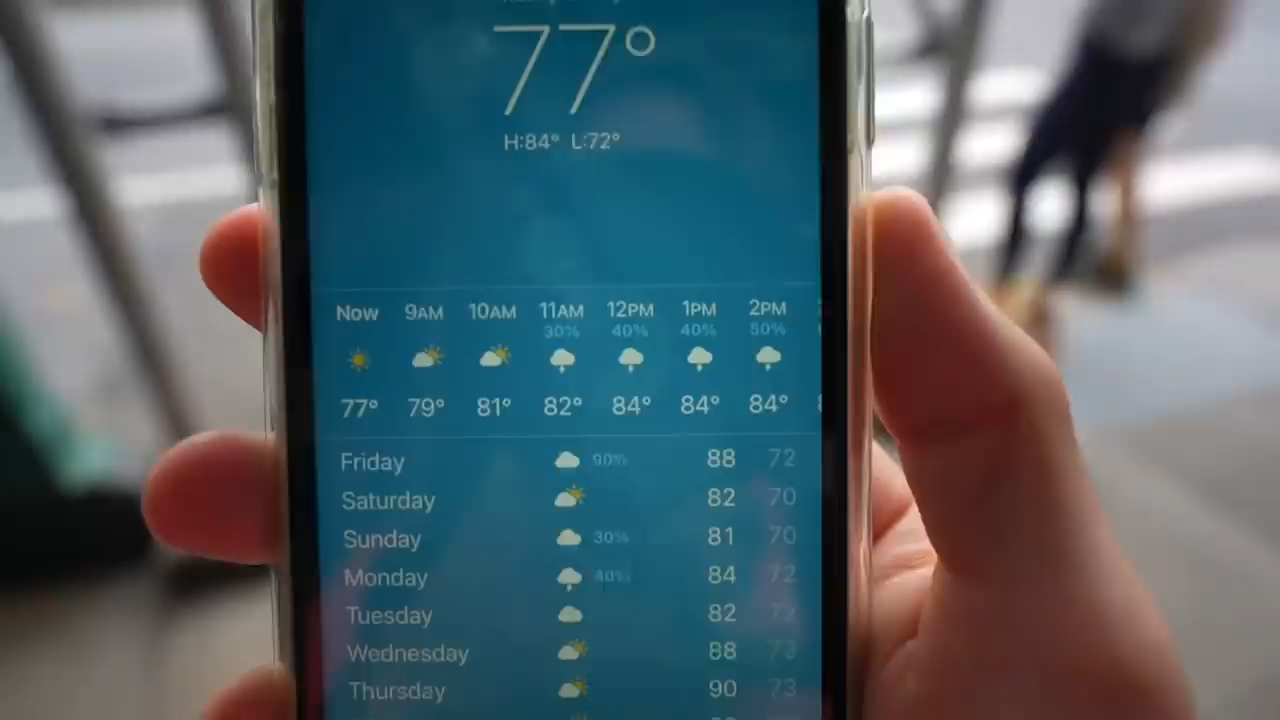 77°
H:84° L:72°
Now 9AM 10AM 11AM 12PM 1PM 2PM
30% 40% 40% 50%
77° 79° 81° 82° 84° 84° 84°
Friday 90% 88 72
Saturday 82 70
Sunday 30% 81 70
Monday 40% 84 72
Tuesday 82 72
Wednesday 88 73
Thursday 90 73